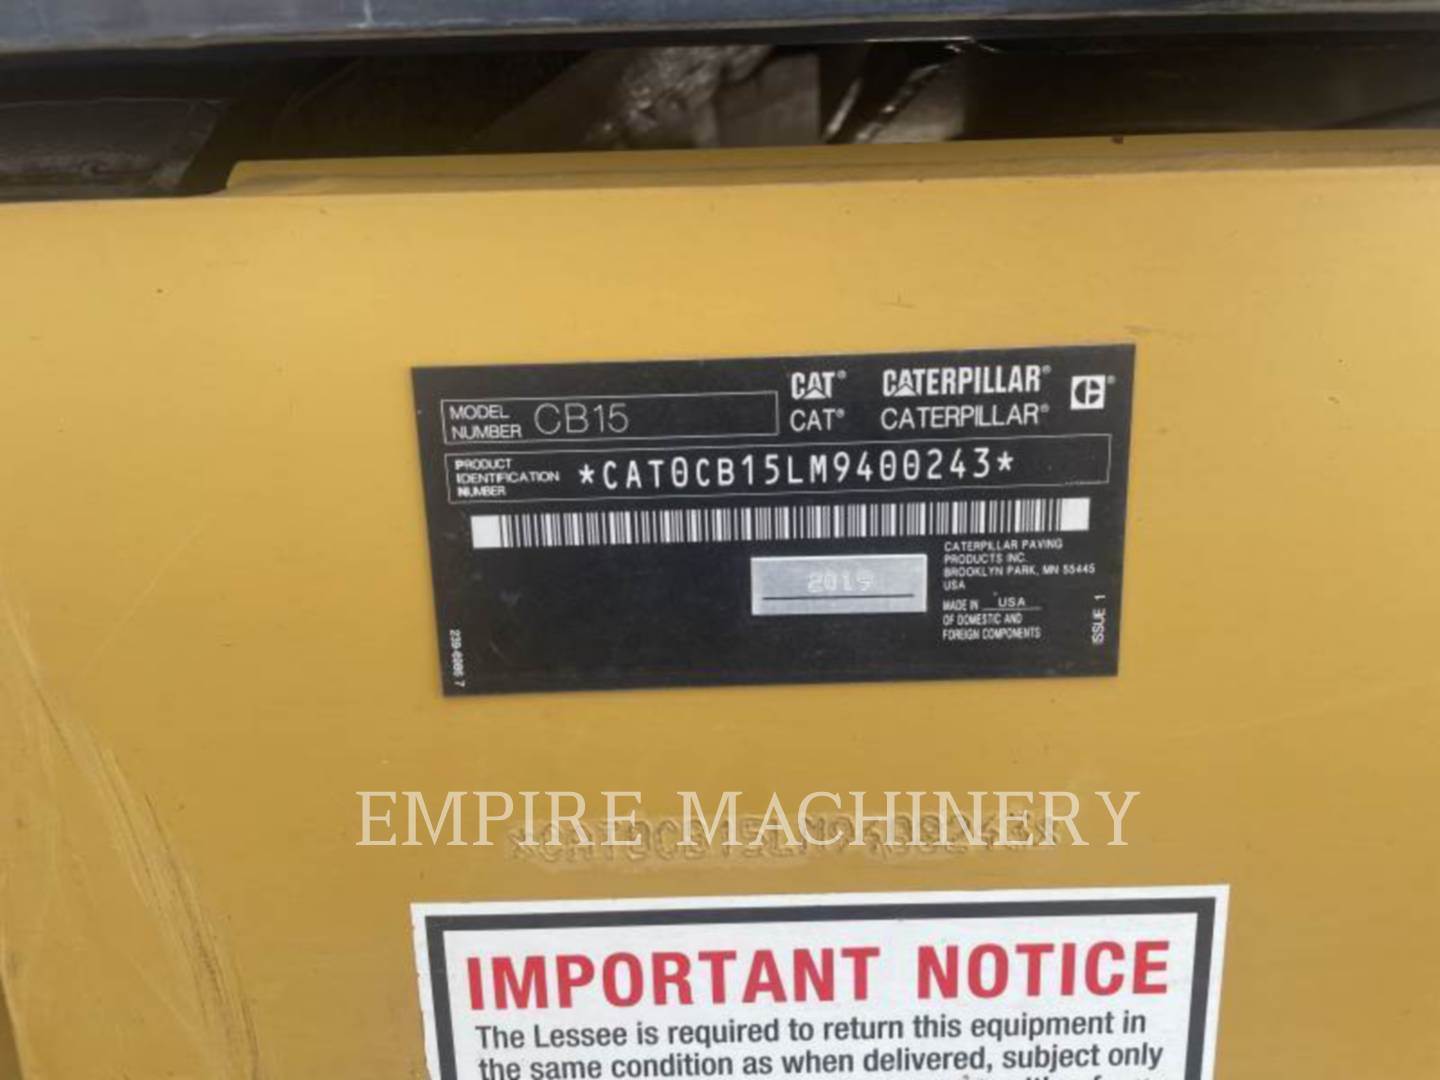 MODEL NUMBER CB15
CAT® CATERPILLAR®
CAT® CATERPILLAR®
PRODUCT IDENTIFICATION NUMBER *CAT0CB15LM9400243*
2019
CATERPILLAR PAVING
PRODUCTS INC.
BROOKLYN PARK, MN 55445
USA
MADE IN USA
OF DOMESTIC AND
FOREIGN COMPONENTS
ISSUE 1
EMPIRE MACHINERY
*CAT0CB15LM9400243*
IMPORTANT NOTICE
The Lessee is required to return this equipment in
the same condition as when delivered, subject only